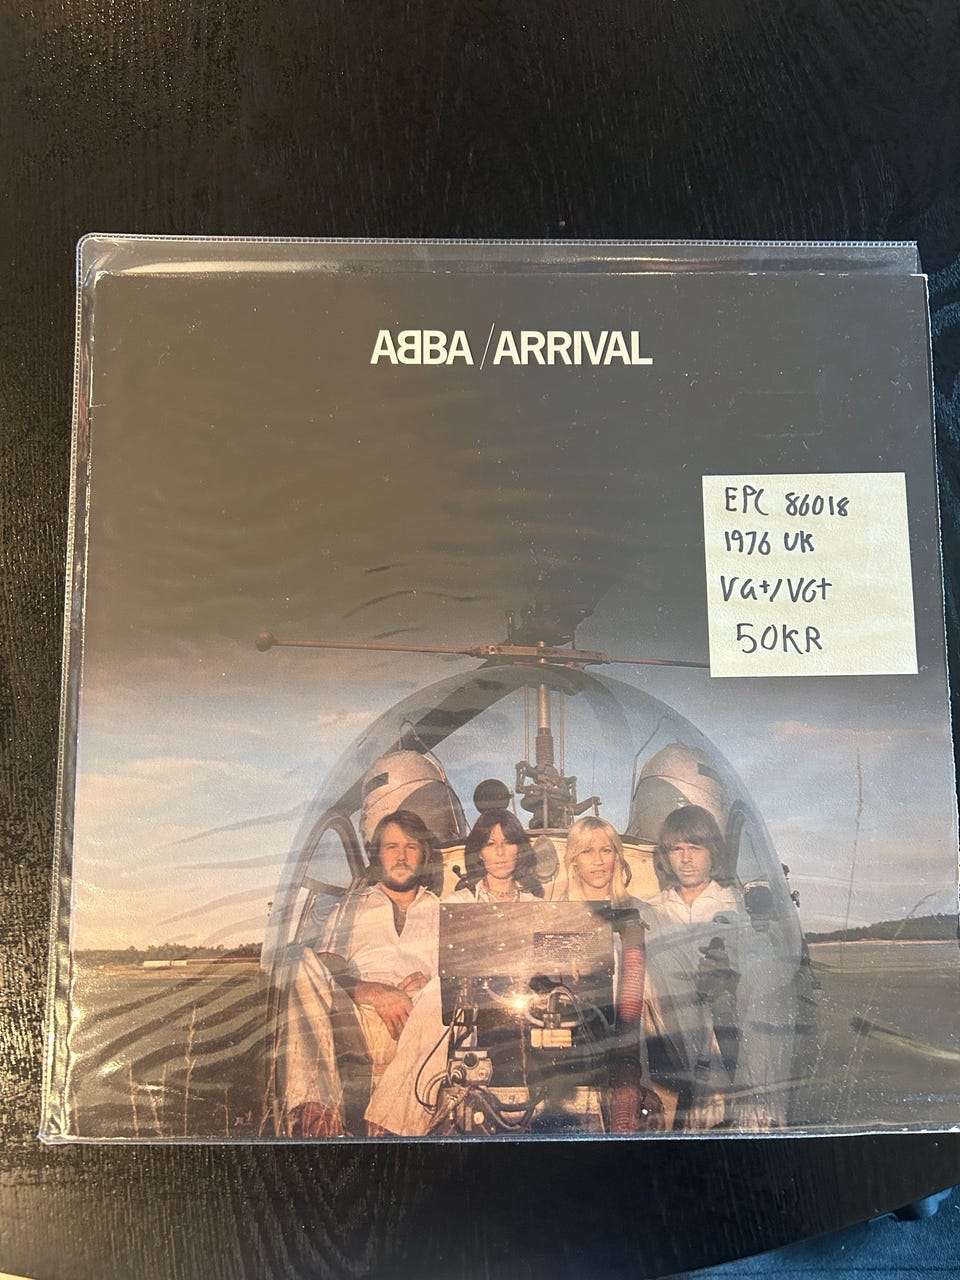 ABBA/ARRIVAL
EPC 86018
1976 UK
VG+/VG+
50KR